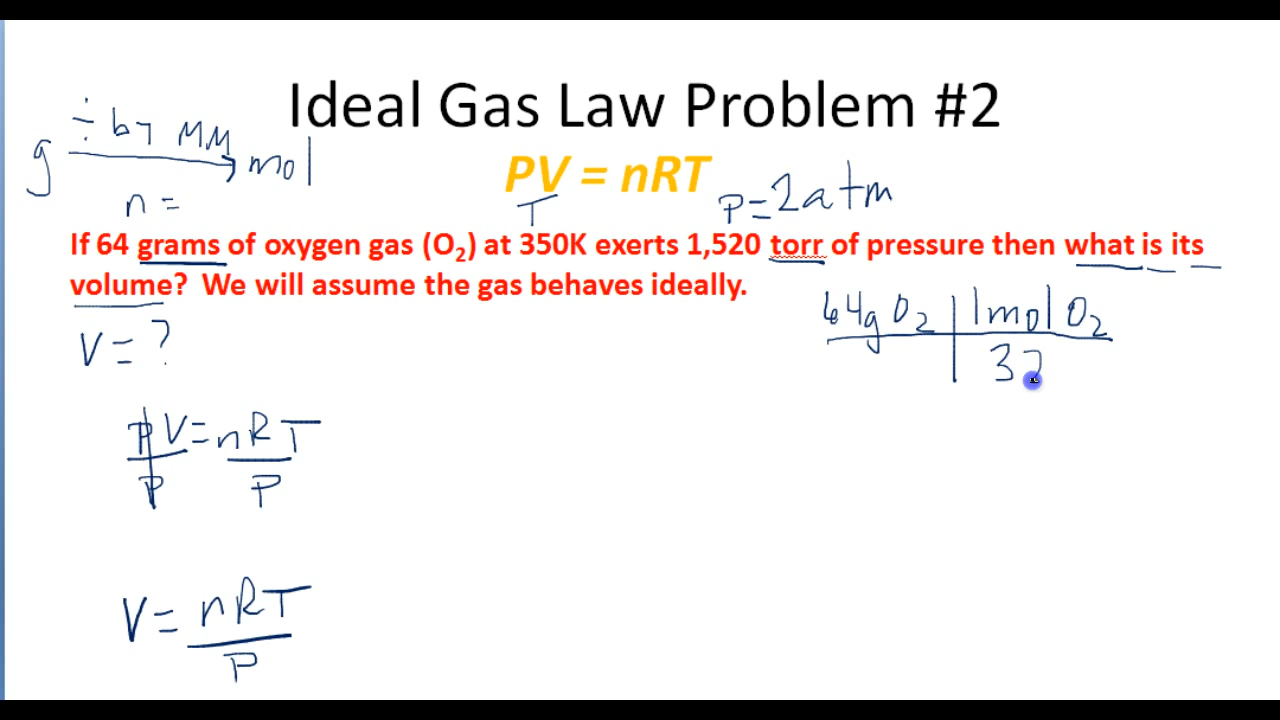 Ideal Gas Law Problem #2
g ÷ by MM → mol
n =
PV = nRT
T
P = 2atm
If 64 grams of oxygen gas (O₂) at 350K exerts 1,520 torr of pressure then what is its
volume? We will assume the gas behaves ideally.
64g O₂ | 1mol O₂
32
V = ?
PV = nRT
P P
V = nRT
P